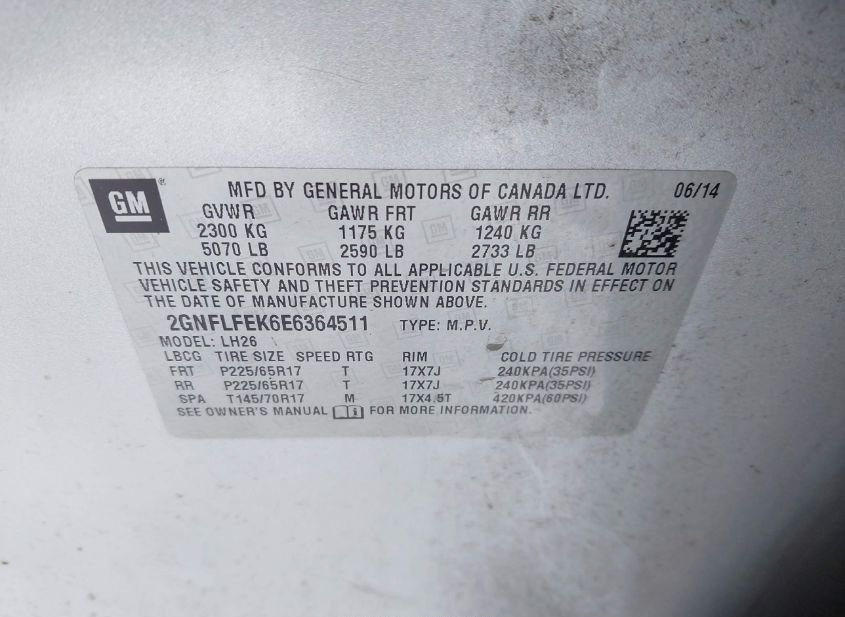 GM ®
MFD BY GENERAL MOTORS OF CANADA LTD. 06/14
GVWR GAWR FRT GAWR RR
2300 KG 1175 KG 1240 KG
5070 LB 2590 LB 2733 LB
THIS VEHICLE CONFORMS TO ALL APPLICABLE U.S. FEDERAL MOTOR
VEHICLE SAFETY AND THEFT PREVENTION STANDARDS IN EFFECT ON
THE DATE OF MANUFACTURE SHOWN ABOVE.
2GNFLFEK6E6364511 TYPE: M.P.V.
MODEL: LH26
LBCG TIRE SIZE SPEED RTG RIM COLD TIRE PRESSURE
FRT P225/65R17 T 17X7J 240KPA(35PSI)
RR P225/65R17 T 17X7J 240KPA(35PSI)
SPA T145/70R17 M 17X4.5T 420KPA(60PSI)
SEE OWNER'S MANUAL FOR MORE INFORMATION.